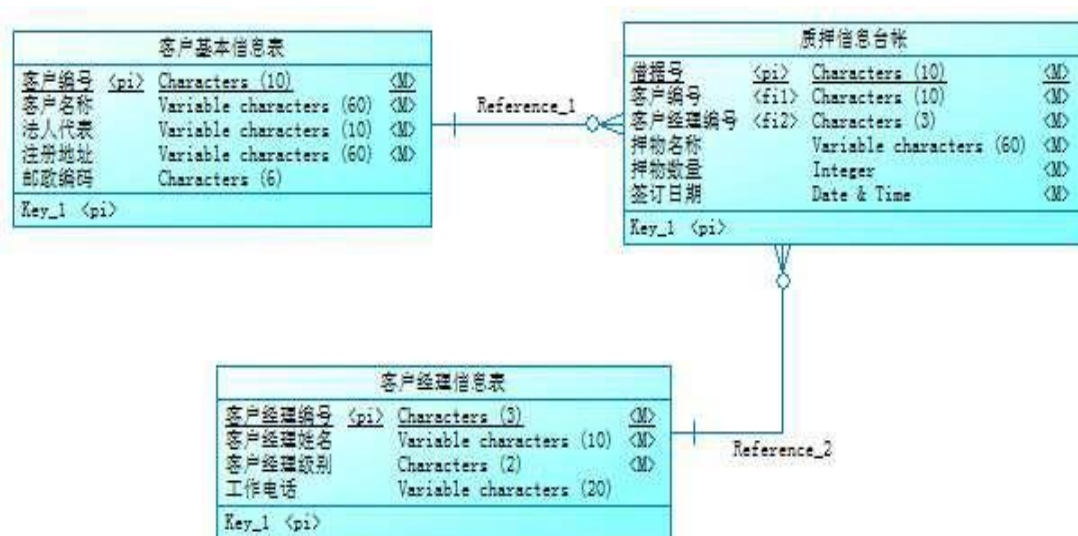 客户基本信息表
客户编号 <pi> Characters (10) <M>
客户名称 Variable characters (60) <M>
法人代表 Variable characters (10) <M>
注册地址 Variable characters (60) <M>
邮政编码 Characters (6)
Key_1 <pi>
Reference_1
质押信息台帐
借据号 <pi> Characters (10) <M>
客户编号 <fi1> Characters (10) <M>
客户经理编号 <fi2> Characters (3) <M>
押物名称 Variable characters (60) <M>
押物数量 Integer <M>
签订日期 Date & Time <M>
Key_1 <pi>
客户经理信息表
客户经理编号 <pi> Characters (3) <M>
客户经理姓名 Variable characters (10) <M>
客户经理级别 Characters (2) <M>
工作电话 Variable characters (20)
Key_1 <pi>
Reference_2